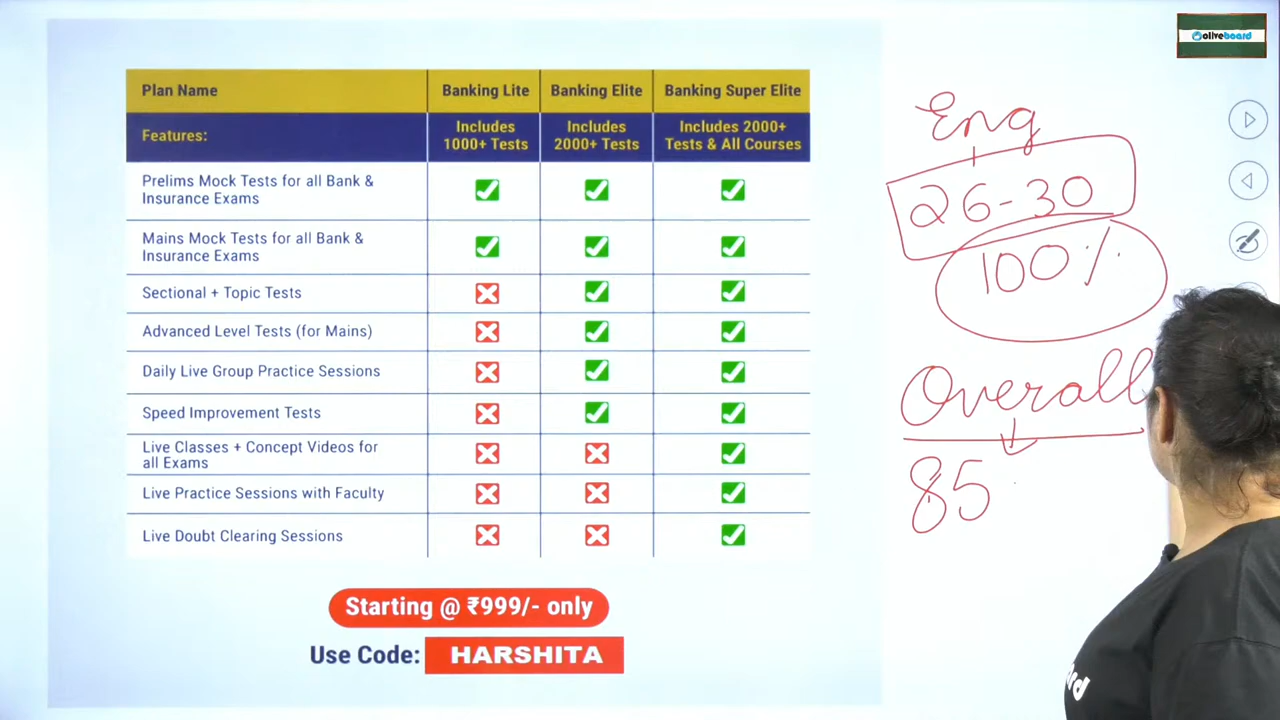 oliveboard
Plan Name Banking Lite Banking Elite Banking Super Elite
Features: Includes 1000+ Tests Includes 2000+ Tests Includes 2000+ Tests & All Courses
Prelims Mock Tests for all Bank &
Insurance Exams
Mains Mock Tests for all Bank &
Insurance Exams
Sectional + Topic Tests
Advanced Level Tests (for Mains)
Daily Live Group Practice Sessions
Speed Improvement Tests
Live Classes + Concept Videos for
all Exams
Live Practice Sessions with Faculty
Live Doubt Clearing Sessions
Starting @ ₹999/- only
Use Code: HARSHITA
Eng
26-30
100%
Overall
85